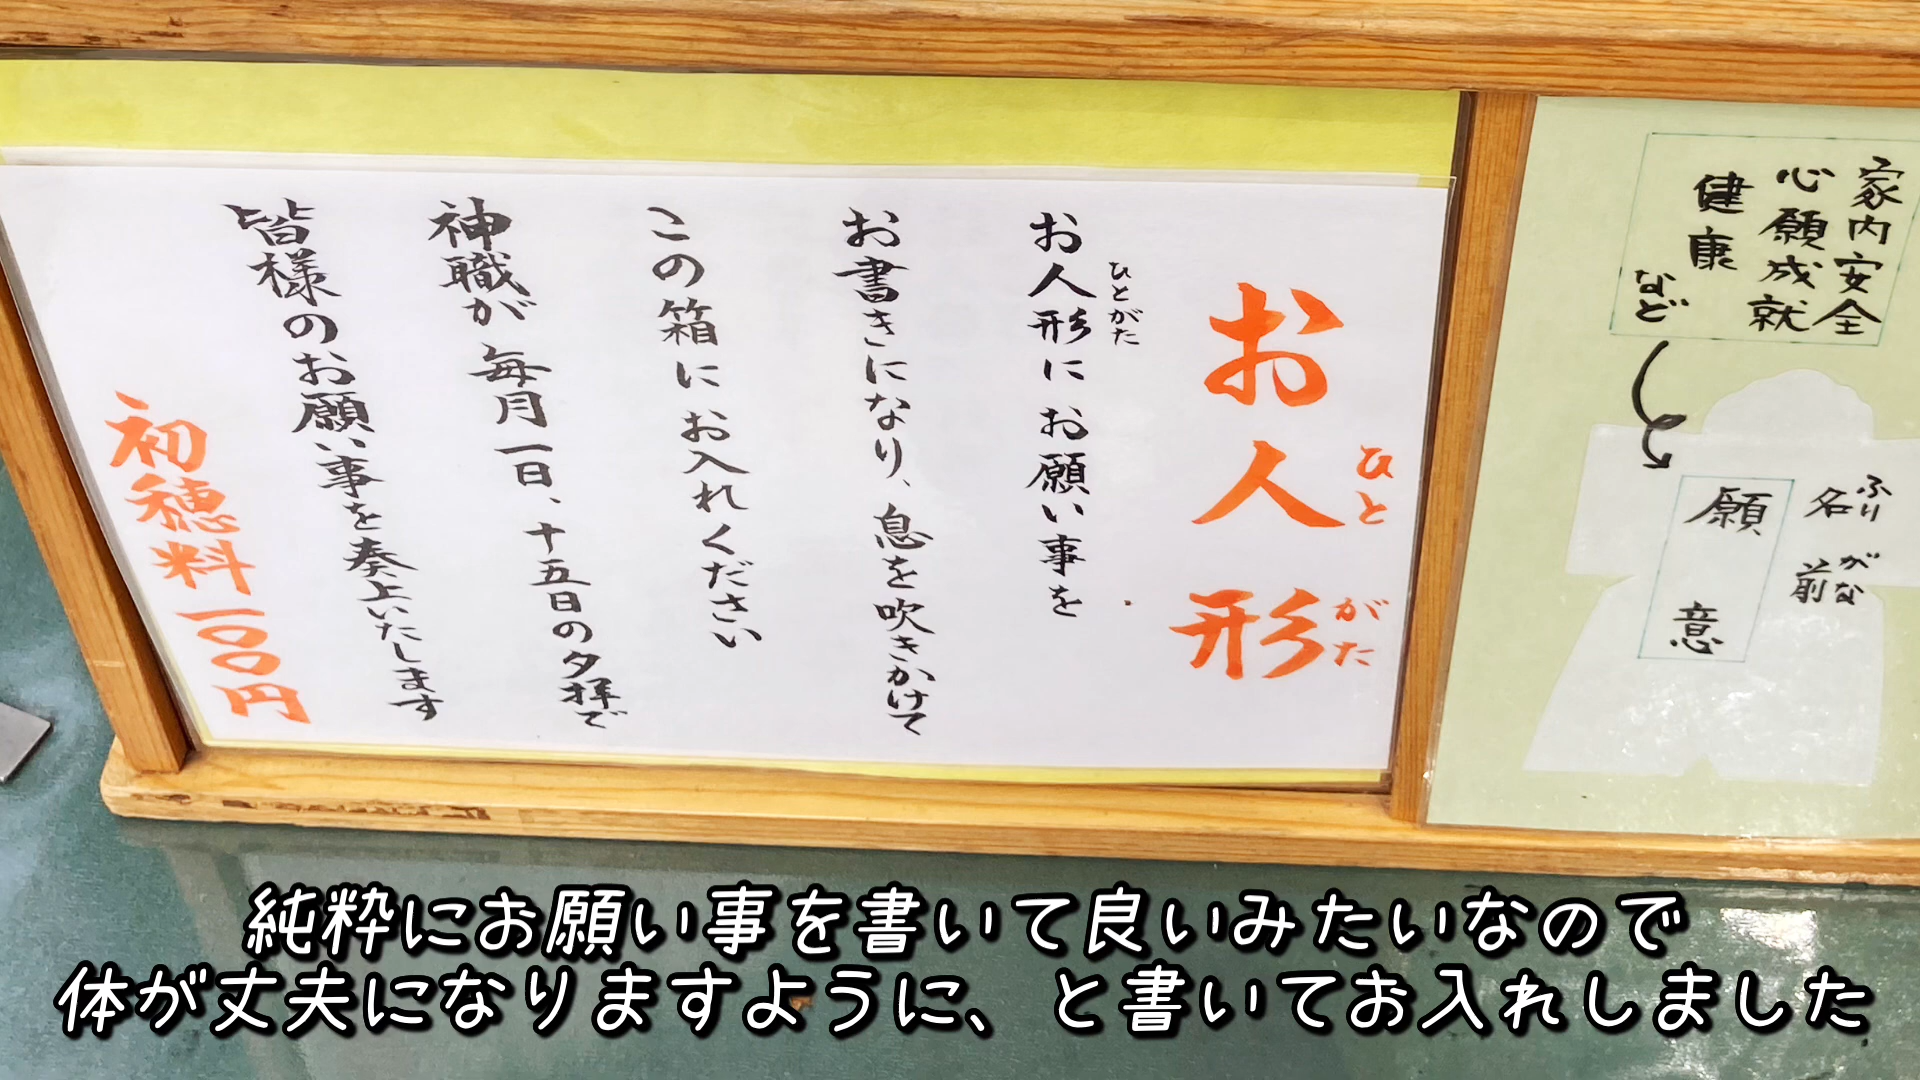 お人形
ひとがた
お人形にお願い事を
ひとがた
お書きになり、息を吹きかけて
この箱にお入れください
神職が毎月一日、十五日の夕拝で
皆様のお願い事を奏上いたします
初穂料一〇〇円
家内安全
心願成就
健康
など
ふりがな
名前
願意
純粋にお願い事を書いて良いみたいなので
体が丈夫になりますように、と書いてお入れしました